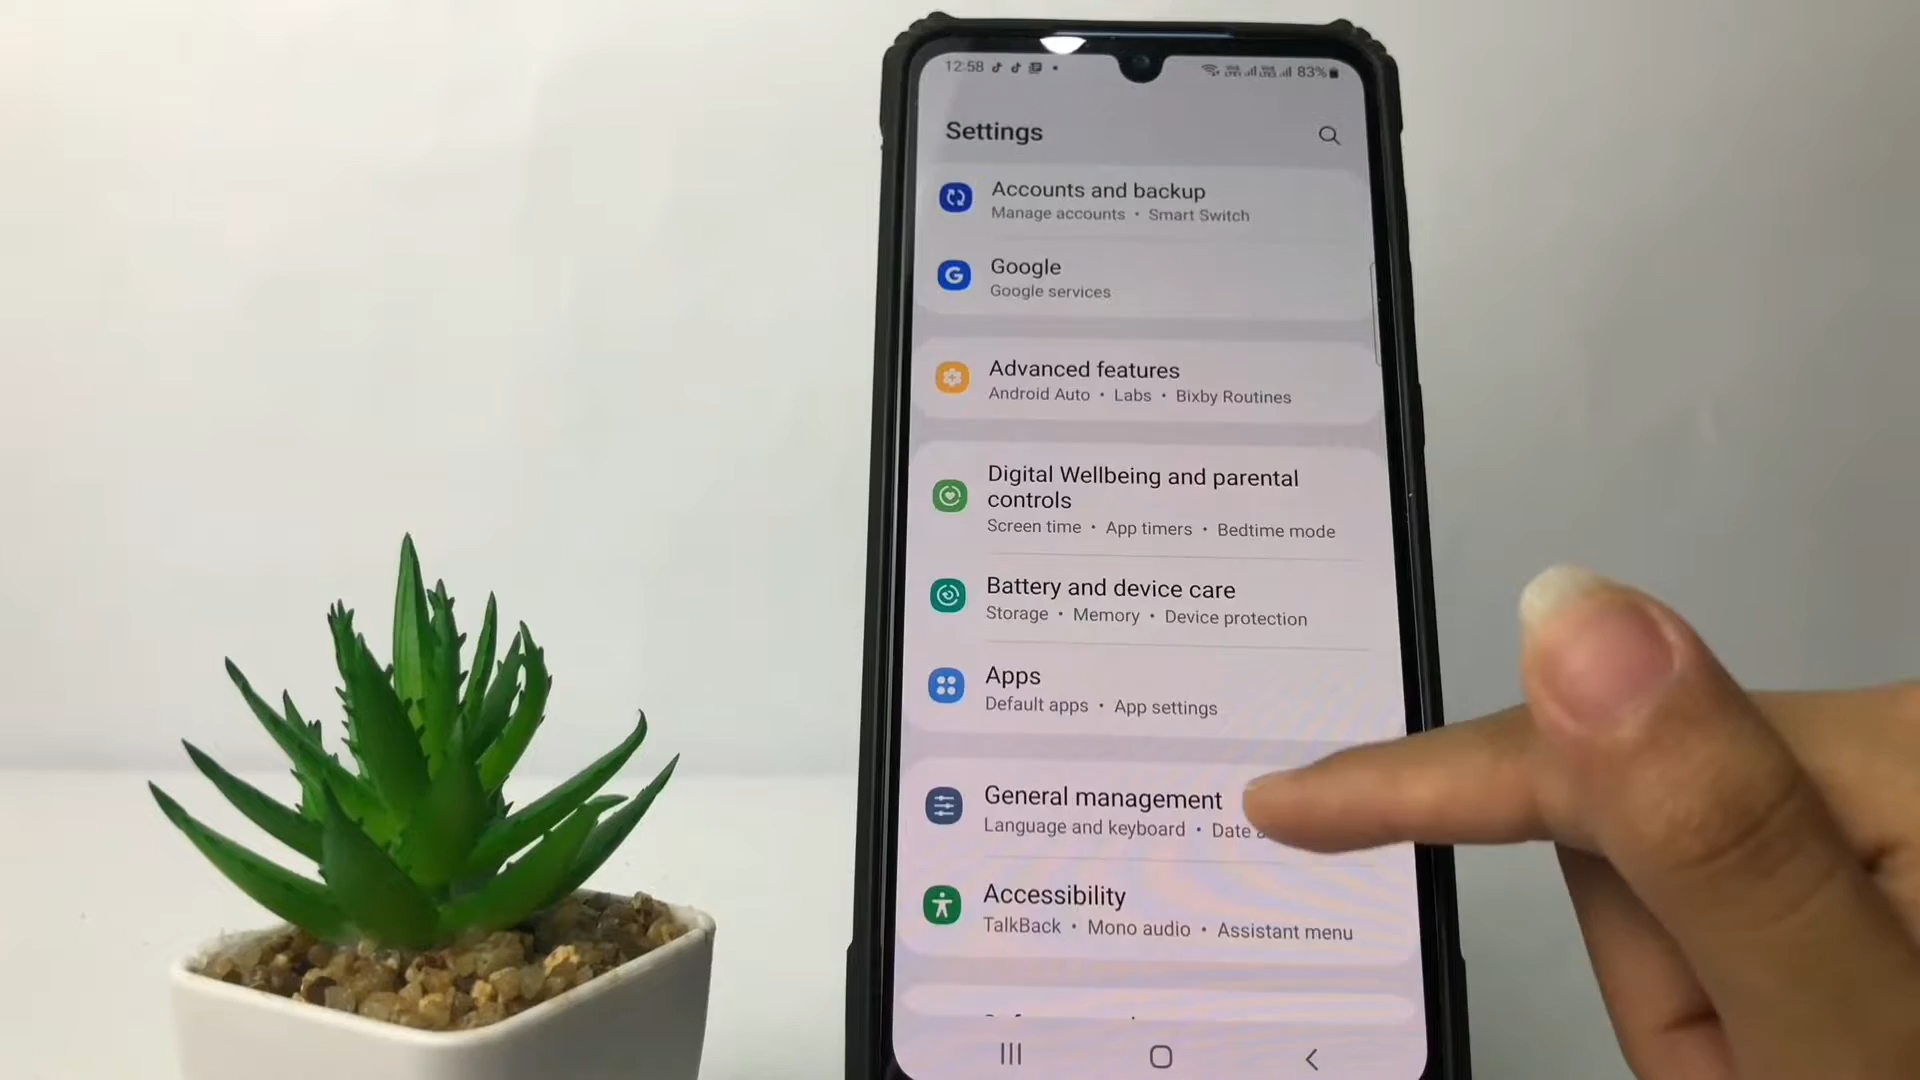 12:58 83%
Settings
Accounts and backup
Manage accounts • Smart Switch
Google
Google services
Advanced features
Android Auto • Labs • Bixby Routines
Digital Wellbeing and parental
controls
Screen time • App timers • Bedtime mode
Battery and device care
Storage • Memory • Device protection
Apps
Default apps • App settings
General management
Language and keyboard • Date
Accessibility
TalkBack • Mono audio • Assistant menu